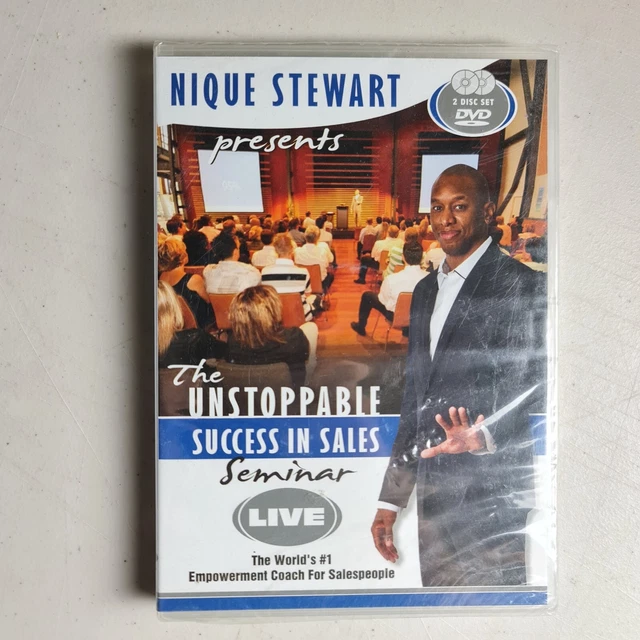 NIQUE STEWART
presents
2 DISC SET
DVD
The
UNSTOPPABLE
SUCCESS IN SALES
Seminar
LIVE
The World's #1
Empowerment Coach For Salespeople